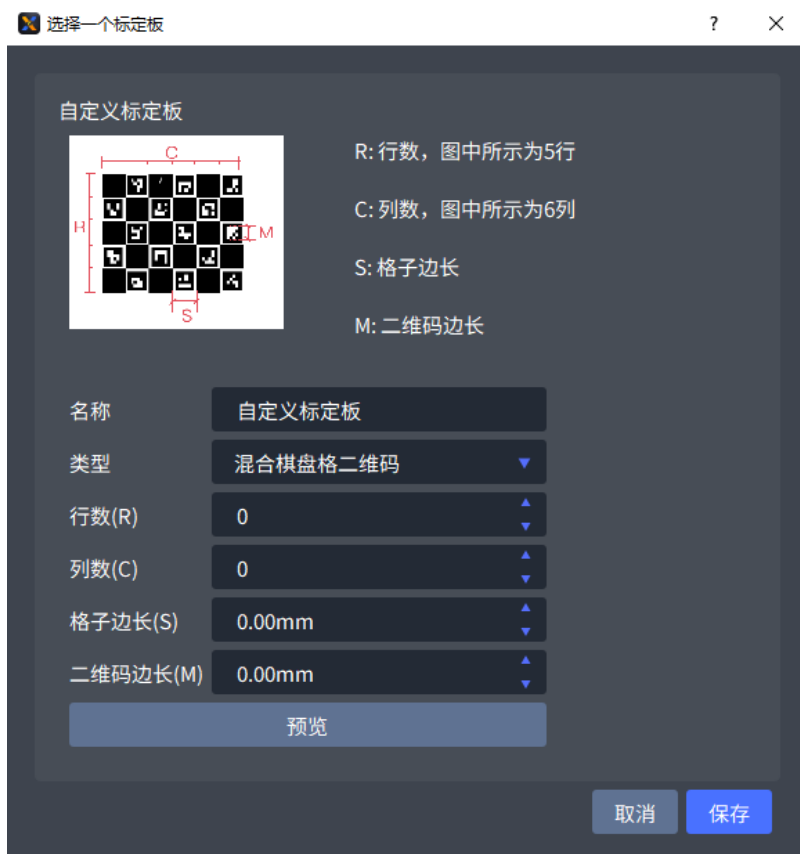 选择一个标定板 ?
自定义标定板
C
R
M
S
R: 行数，图中所示为5行
C: 列数，图中所示为6列
S: 格子边长
M: 二维码边长
名称 自定义标定板
类型 混合棋盘格二维码
行数(R) 0
列数(C) 0
格子边长(S) 0.00mm
二维码边长(M) 0.00mm
预览
取消 保存